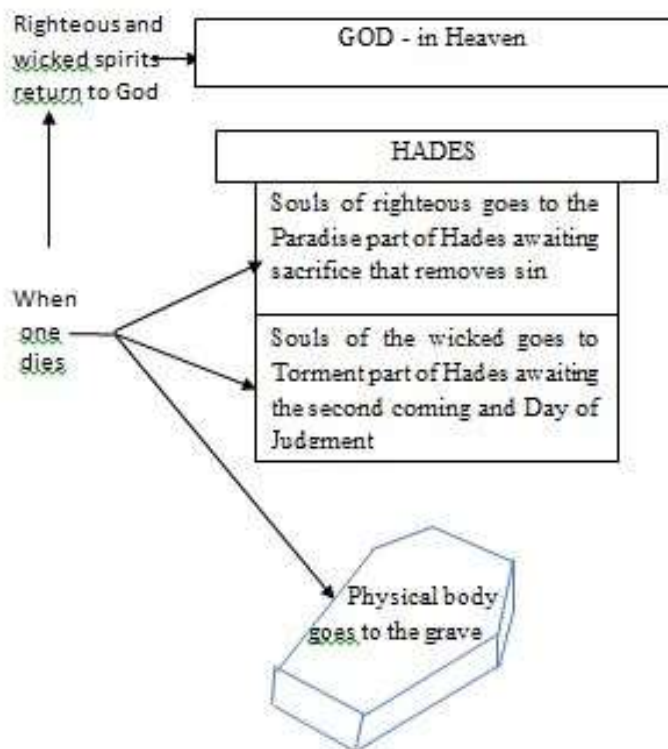 Righteous and
wicked spirits
return to God
GOD - in Heaven
HADES
Souls of righteous goes to the
Paradise part of Hades awaiting
sacrifice that removes sin
When
one
dies
Souls of the wicked goes to
Torment part of Hades awaiting
the second coming and Day of
Judgment
Physical body
goes to the grave